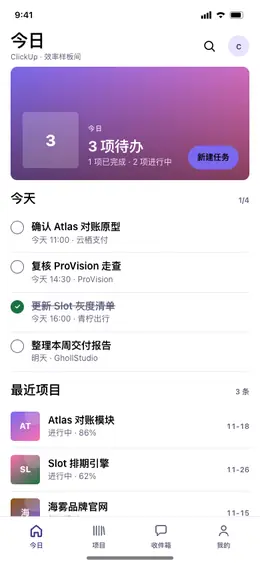 9:41
今日
ClickUp · 效率样板间
C
3
今日
3 项待办
1 项已完成 · 2 项进行中
新建任务
今天
1/4
确认 Atlas 对账原型
今天 11:00 · 云栖支付
复核 ProVision 走查
今天 14:30 · ProVision
更新 Slot 灰度清单
今天 16:00 · 青柠出行
整理本周交付报告
明天 · GhollStudio
最近项目
3 条
AT
Atlas 对账模块
进行中 · 86%
11-18
SL
Slot 排期引擎
进行中 · 62%
11-26
海
海雾品牌官网
11-15
今日
项目
收件箱
我的